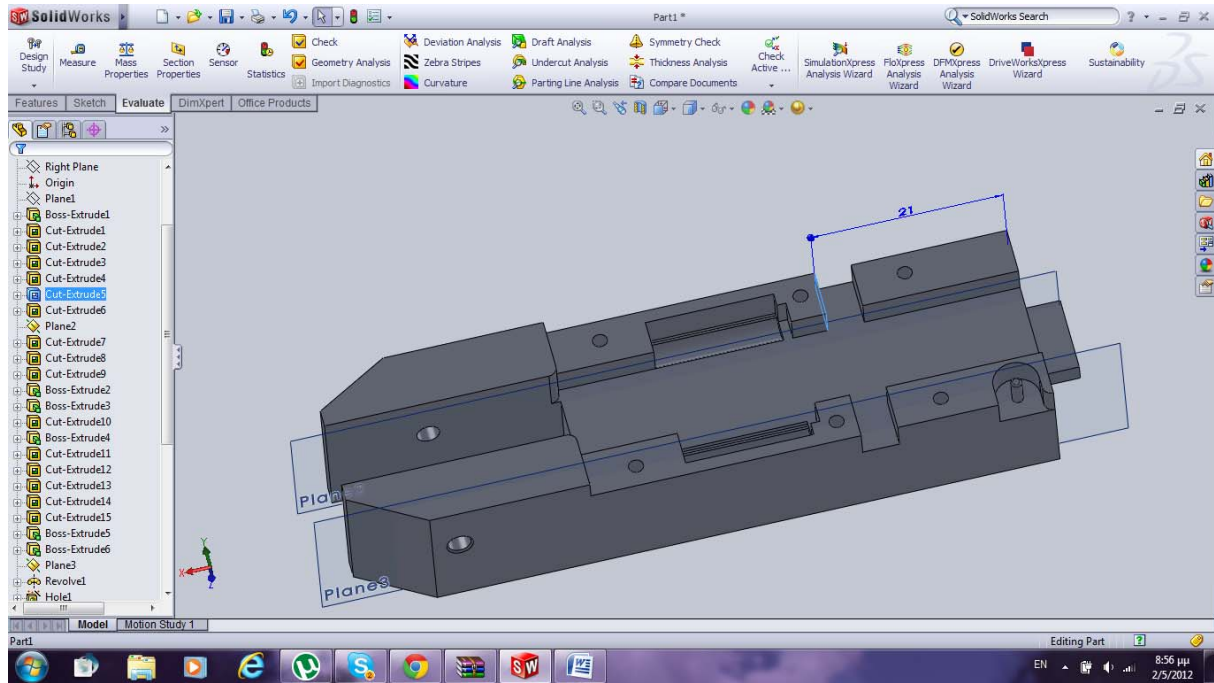 SolidWorks
Part1 *
SolidWorks Search
Design Study
Measure
Mass Properties
Section Properties
Sensor
Statistics
Check
Geometry Analysis
Import Diagnostics
Deviation Analysis
Zebra Stripes
Curvature
Draft Analysis
Undercut Analysis
Parting Line Analysis
Symmetry Check
Thickness Analysis
Compare Documents
Check Active ...
SimulationXpress Analysis Wizard
FloXpress Analysis Wizard
DFMXpress Analysis Wizard
DriveWorksXpress Wizard
Sustainability
Features Sketch Evaluate DimXpert Office Products
Right Plane
Origin
Plane1
Boss-Extrude1
Cut-Extrude1
Cut-Extrude2
Cut-Extrude3
Cut-Extrude4
Cut-Extrude5
Cut-Extrude6
Plane2
Cut-Extrude7
Cut-Extrude8
Cut-Extrude9
Boss-Extrude2
Boss-Extrude3
Cut-Extrude10
Boss-Extrude4
Cut-Extrude11
Cut-Extrude12
Cut-Extrude13
Cut-Extrude14
Cut-Extrude15
Boss-Extrude5
Boss-Extrude6
Plane3
Revolve1
Hole1
21
Plane3
Y
X
Z
Model Motion Study 1
Part1
Editing Part
EN
8:56 μμ
2/5/2012